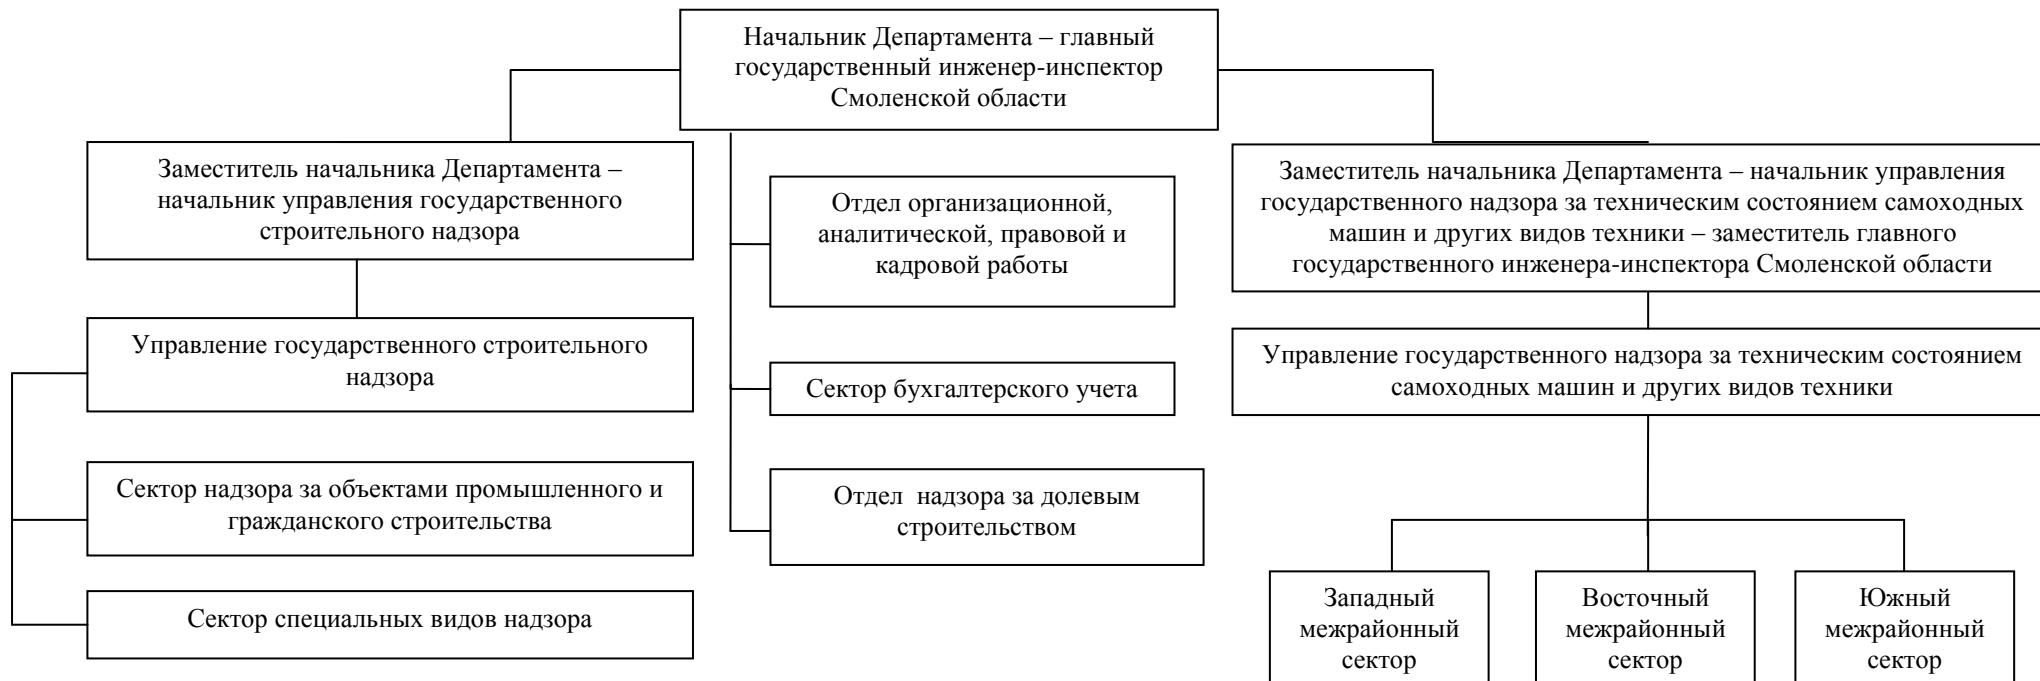 Начальник Департамента – главный
государственный инженер-инспектор
Смоленской области
Заместитель начальника Департамента –
начальник управления государственного
строительного надзора
Управление государственного строительного
надзора
Сектор надзора за объектами промышленного и
гражданского строительства
Сектор специальных видов надзора
Отдел организационной,
аналитической, правовой и
кадровой работы
Сектор бухгалтерского учета
Отдел надзора за долевым
строительством
Заместитель начальника Департамента – начальник управления
государственного надзора за техническим состоянием самоходных
машин и других видов техники – заместитель главного
государственного инженера-инспектора Смоленской области
Управление государственного надзора за техническим состоянием
самоходных машин и других видов техники
Западный
межрайонный
сектор
Восточный
межрайонный
сектор
Южный
межрайонный
сектор